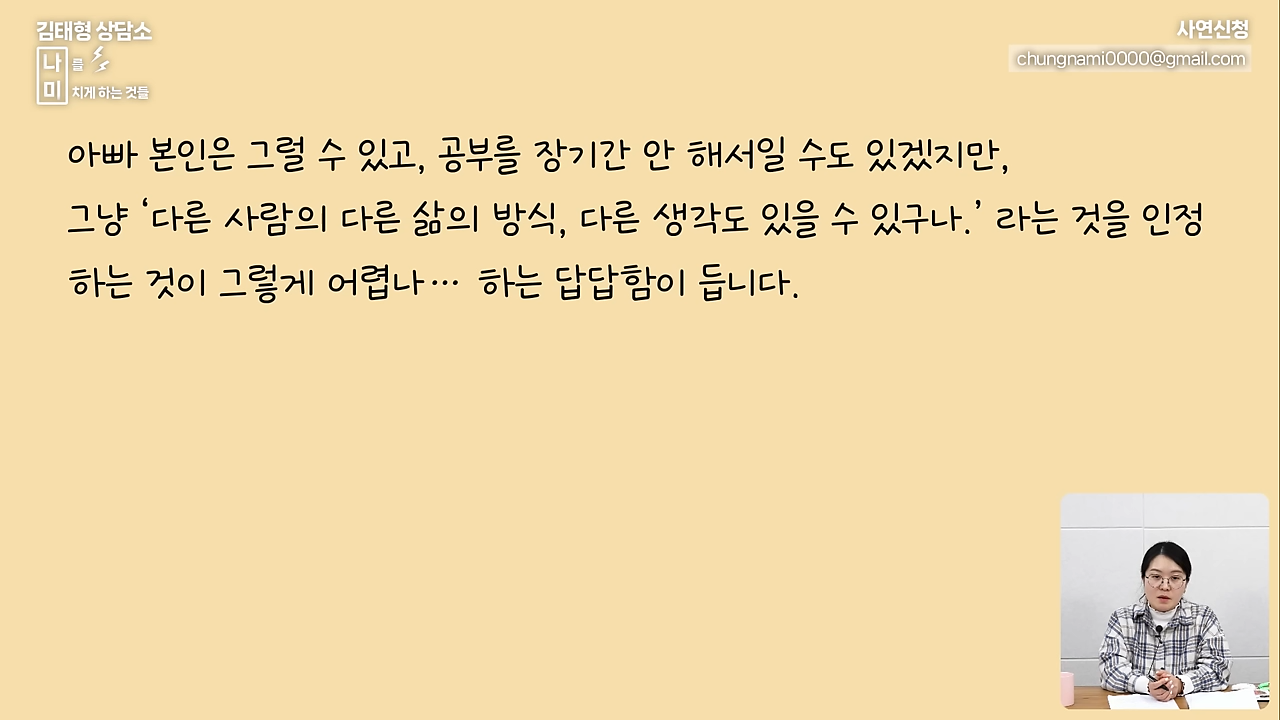 김태형 상담소
나를
미치게 하는 것들
사연신청
chungnami0000@gmail.com
아빠 본인은 그럴 수 있고, 공부를 장기간 안 해서일 수도 있겠지만,
그냥 ‘다른 사람의 다른 삶의 방식, 다른 생각도 있을 수 있구나.’ 라는 것을 인정
하는 것이 그렇게 어렵나… 하는 답답함이 듭니다.